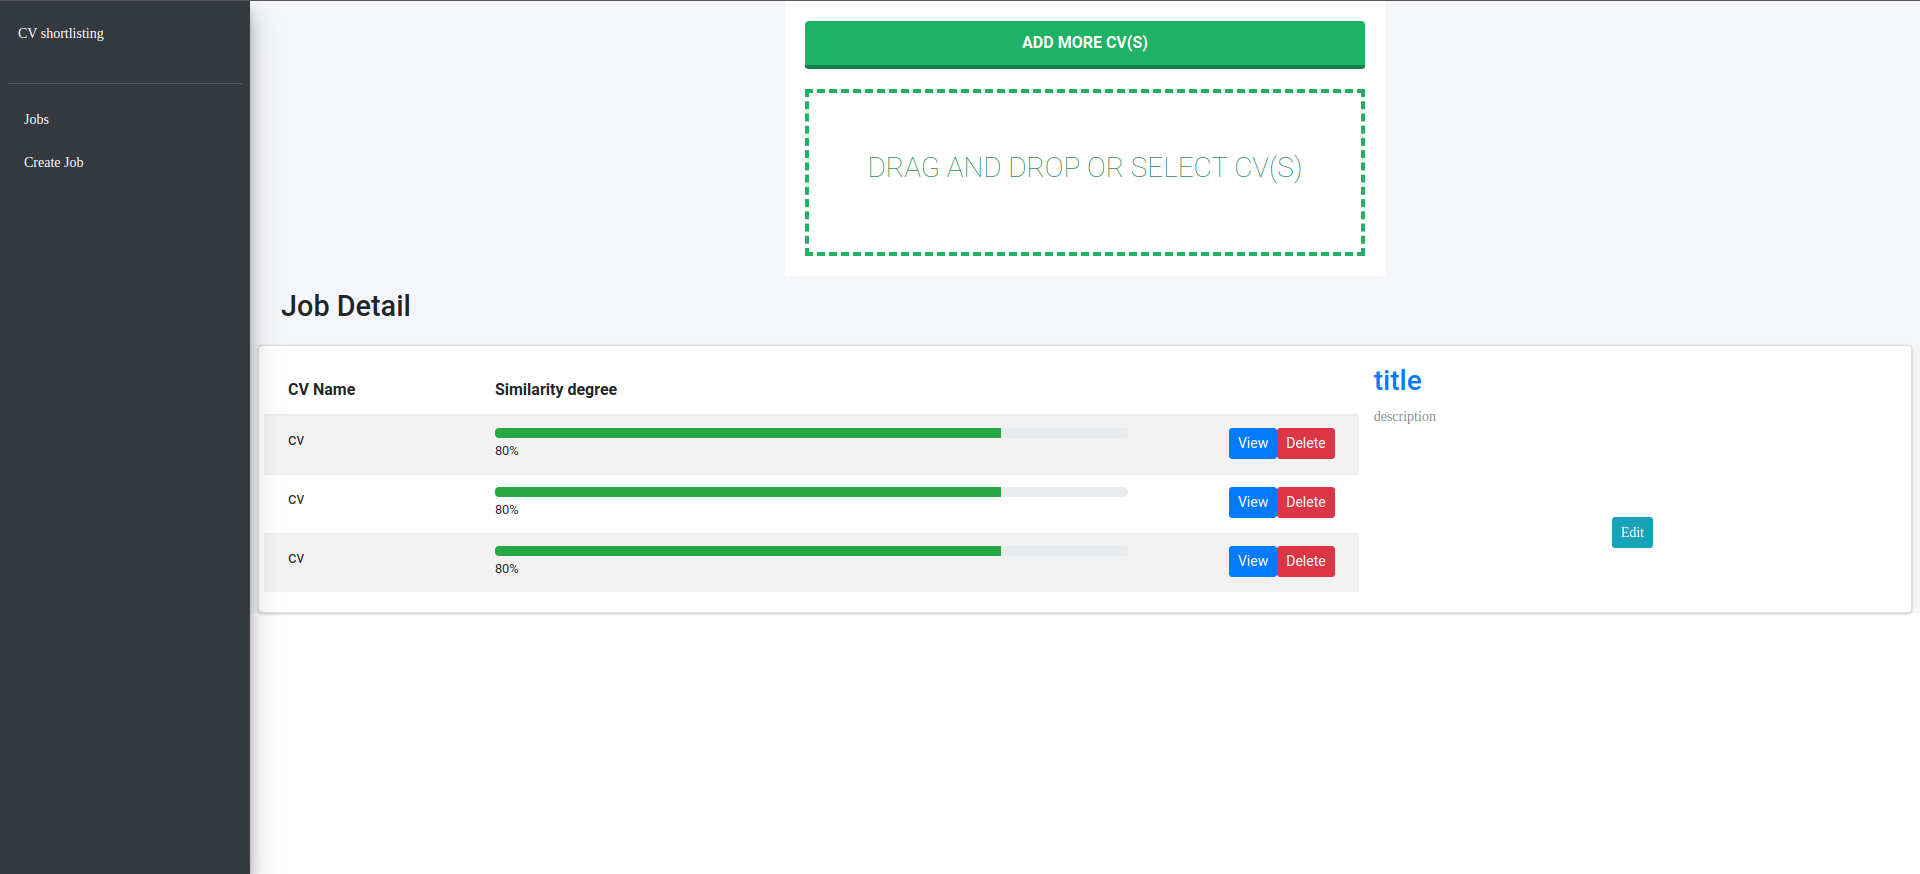 CV shortlisting
Jobs
Create Job
ADD MORE CV(S)
DRAG AND DROP OR SELECT CV(S)
Job Detail
CV Name Similarity degree
CV 80% View Delete
CV 80% View Delete
CV 80% View Delete
title
description
Edit